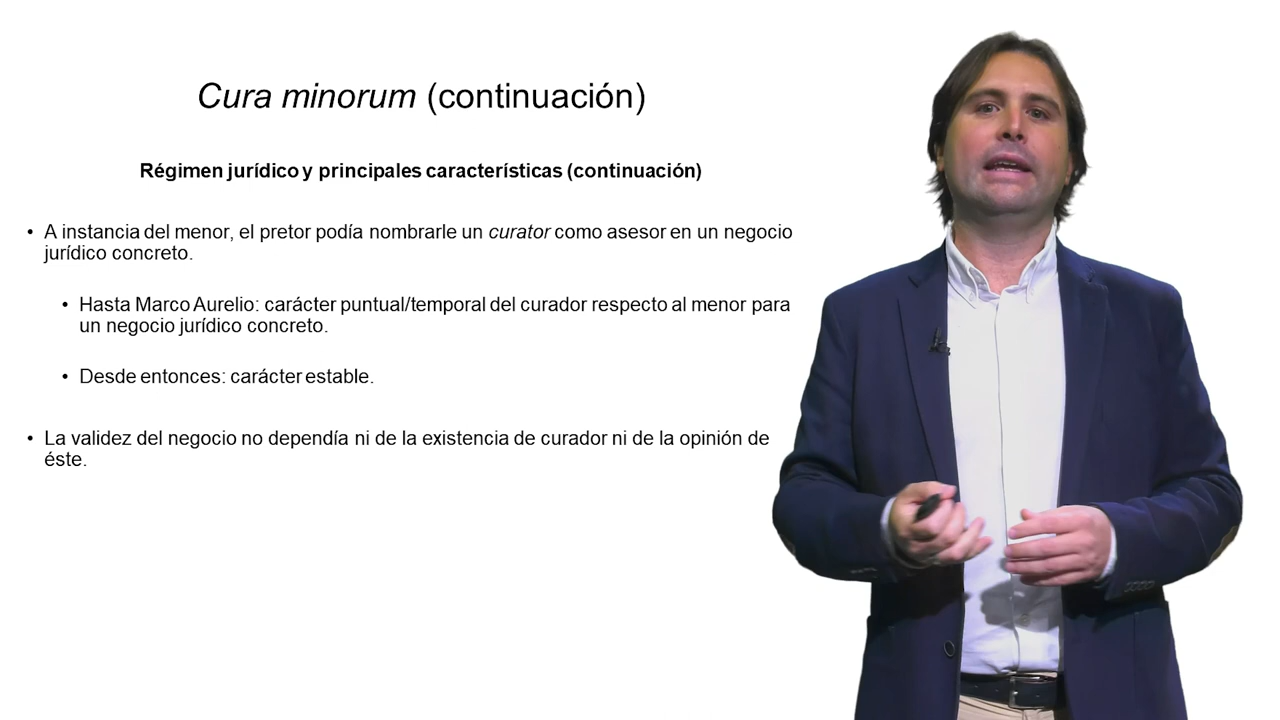 Cura minorum (continuación)
Régimen jurídico y principales características (continuación)
• A instancia del menor, el pretor podía nombrarle un curator como asesor en un negocio
jurídico concreto.
• Hasta Marco Aurelio: carácter puntual/temporal del curador respecto al menor para
un negocio jurídico concreto.
• Desde entonces: carácter estable.
• La validez del negocio no dependía ni de la existencia de curador ni de la opinión de
éste.